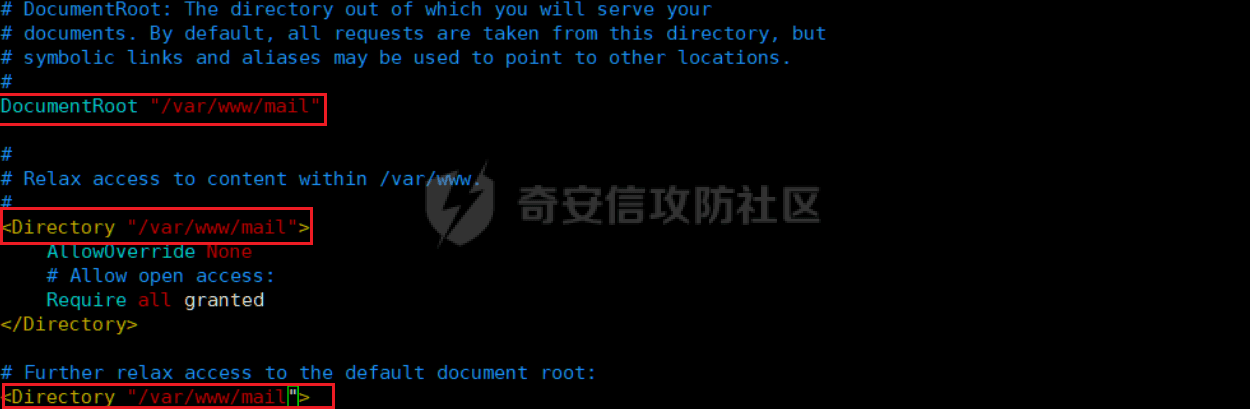 # DocumentRoot: The directory out of which you will serve your
# documents. By default, all requests are taken from this directory, but
# symbolic links and aliases may be used to point to other locations.
#
DocumentRoot "/var/www/mail"
#
# Relax access to content within /var/www.
#
<Directory "/var/www/mail">
    AllowOverride None
    # Allow open access:
    Require all granted
</Directory>
# Further relax access to the default document root:
<Directory "/var/www/mail">
奇安信攻防社区